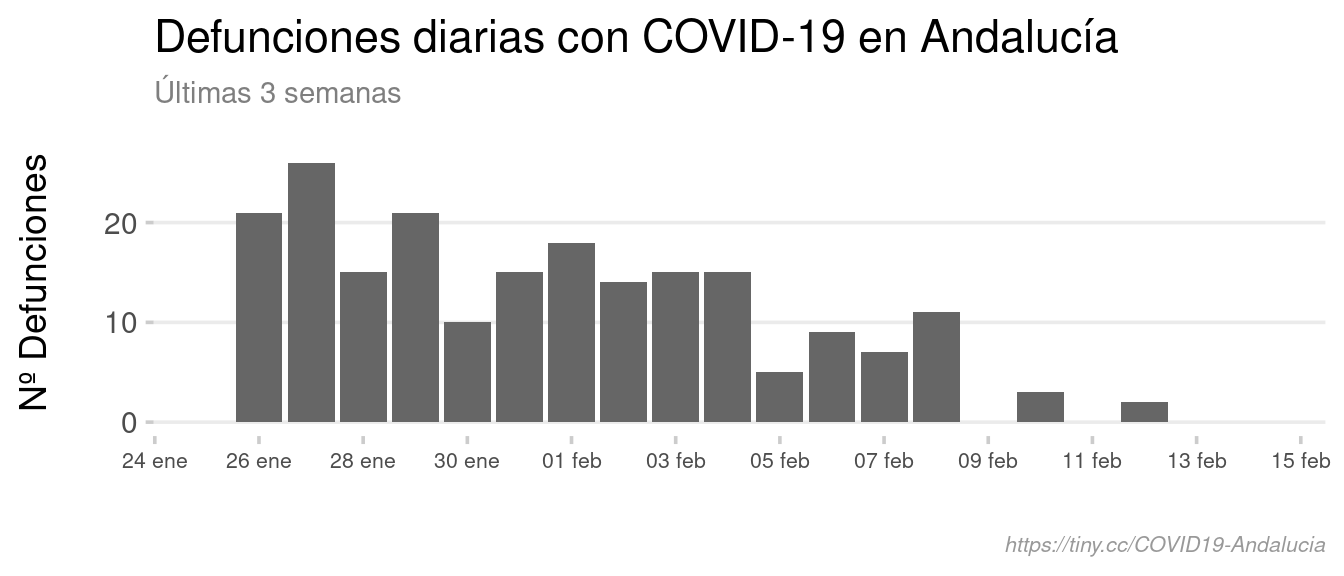 Defunciones diarias con COVID-19 en Andalucía
Últimas 3 semanas
Nº Defunciones
20
10
0
24 ene 26 ene 28 ene 30 ene 01 feb 03 feb 05 feb 07 feb 09 feb 11 feb 13 feb 15 feb
https://tiny.cc/COVID19-Andalucia